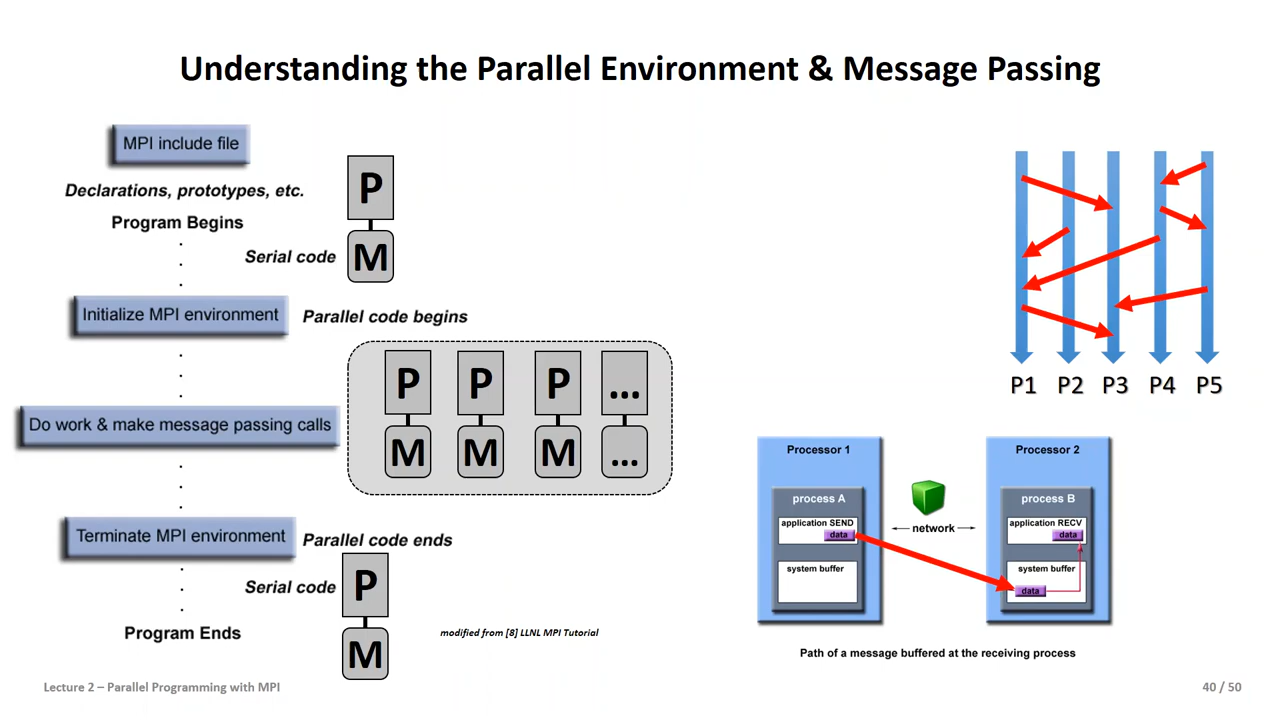 Understanding the Parallel Environment & Message Passing
MPI include file
Declarations, prototypes, etc.
Program Begins
Serial code
P
M
Initialize MPI environment
Parallel code begins
P P P ...
M M M ...
Do work & make message passing calls
Terminate MPI environment
Parallel code ends
Serial code
P
M
Program Ends
modified from [8] LLNL MPI Tutorial
P1 P2 P3 P4 P5
Processor 1
process A
application SEND
data
system buffer
network
Processor 2
process B
application RECV
data
system buffer
data
Path of a message buffered at the receiving process
Lecture 2 – Parallel Programming with MPI
40 / 50